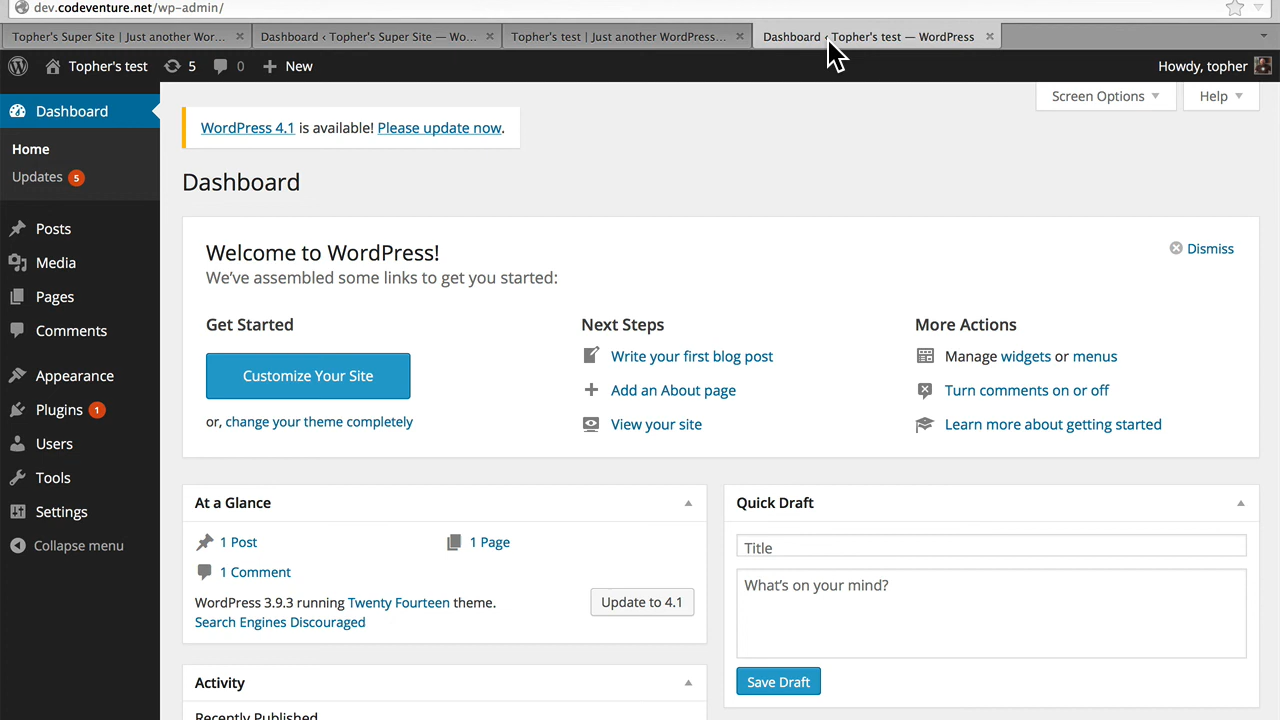 dev.codeventure.net/wp-admin/
Topher's Super Site | Just another Wor...
Dashboard ‹ Topher's Super Site — Wo...
Topher's test | Just another WordPress...
Dashboard ‹ Topher's test — WordPress
Topher's test
5
0
New
Howdy, topher
Dashboard
Home
Updates 5
Posts
Media
Pages
Comments
Appearance
Plugins 1
Users
Tools
Settings
Collapse menu
Screen Options
Help
WordPress 4.1 is available! Please update now.
Dashboard
Welcome to WordPress!
We've assembled some links to get you started:
Dismiss
Get Started
Customize Your Site
or, change your theme completely
Next Steps
Write your first blog post
Add an About page
View your site
More Actions
Manage widgets or menus
Turn comments on or off
Learn more about getting started
At a Glance
1 Post
1 Page
1 Comment
WordPress 3.9.3 running Twenty Fourteen theme.
Update to 4.1
Search Engines Discouraged
Activity
Recently Published
Quick Draft
Title
What's on your mind?
Save Draft